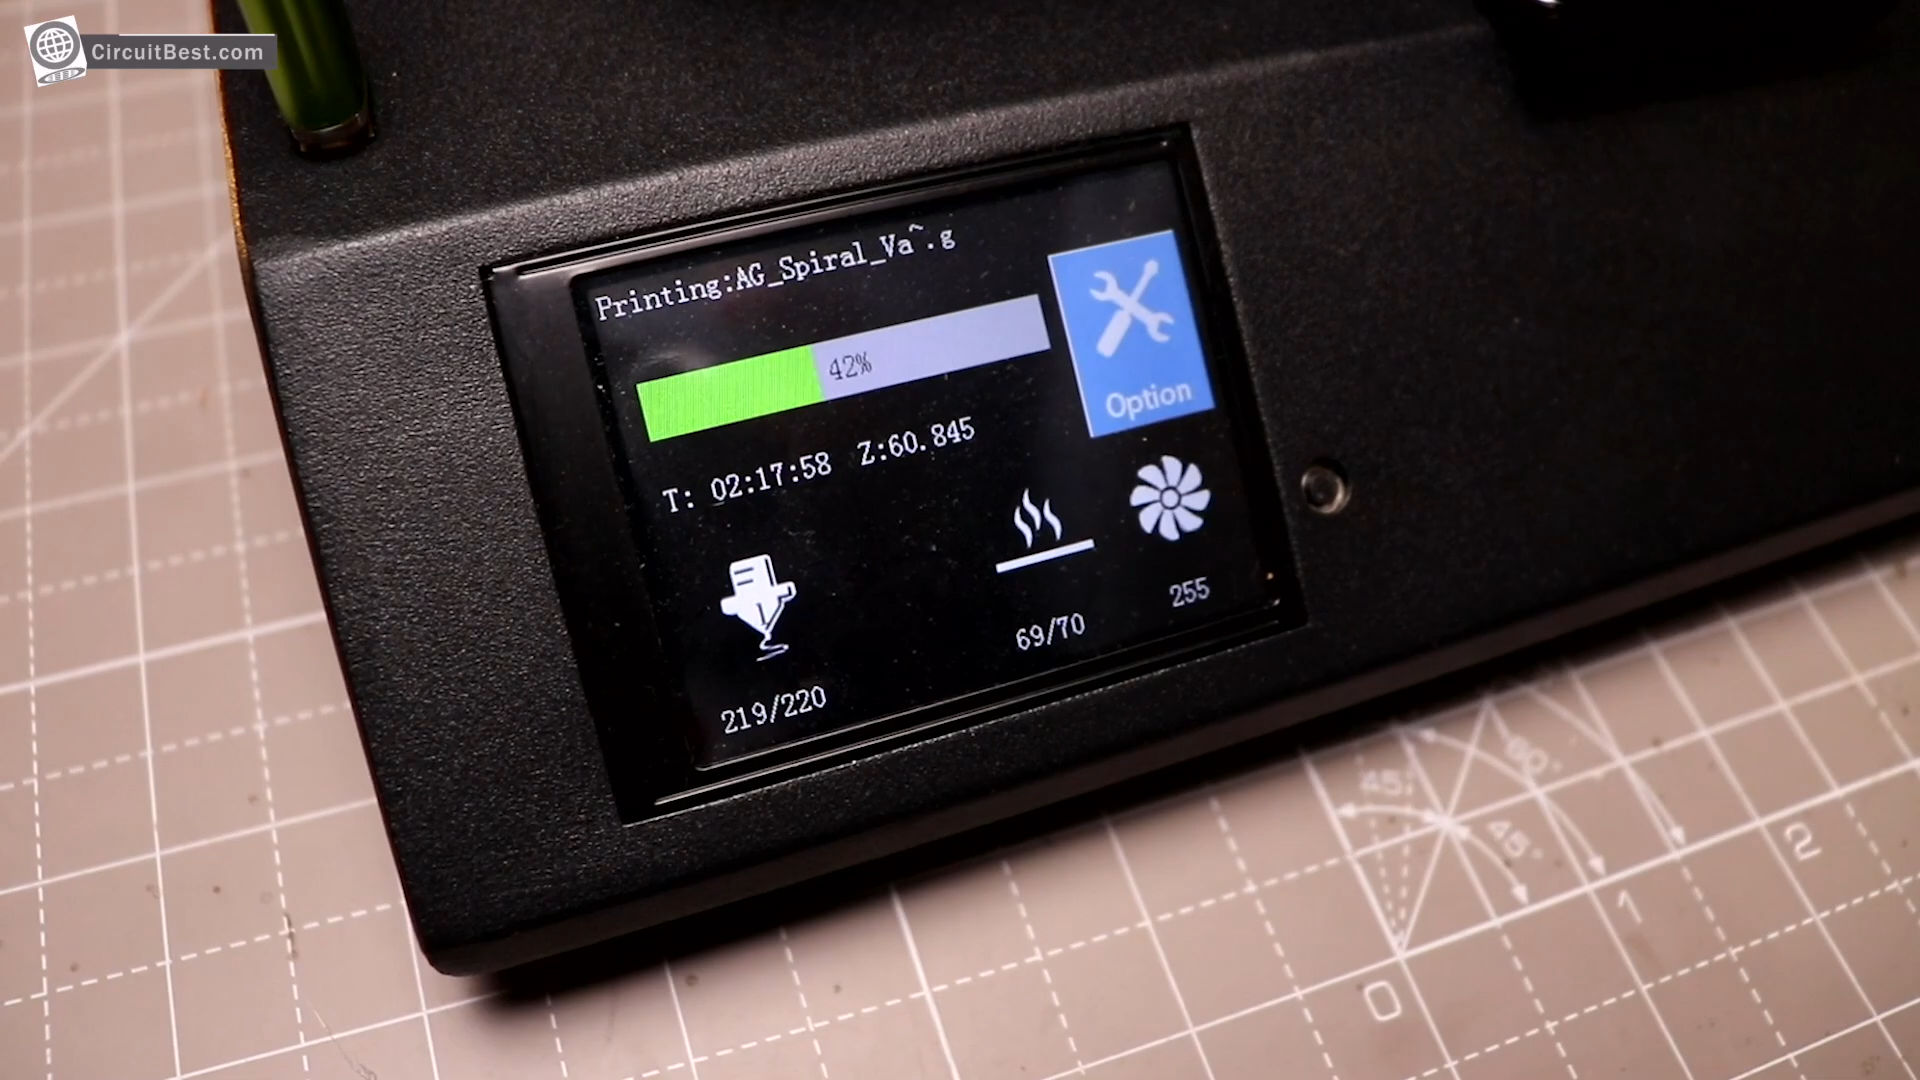 CircuitBest.com
Printing:AG_Spiral_Va~.g
42%
Option
T: 02:17:58 Z:60.845
219/220
69/70
255
45°
60°
45°
0
1
2